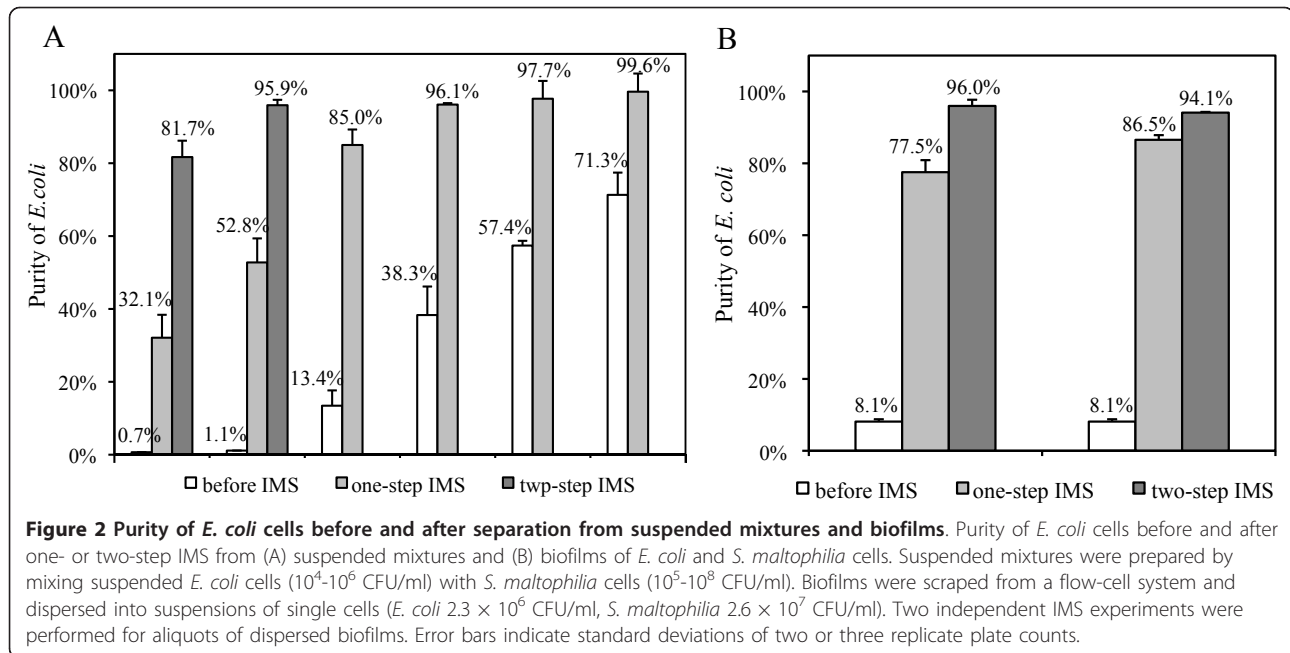 A
100%
80%
60%
40%
20%
0%
Purity of E.coli
0.7%
32.1%
81.7%
1.1%
52.8%
95.9%
13.4%
85.0%
38.3%
96.1%
57.4%
97.7%
71.3%
99.6%
before IMS one-step IMS twp-step IMS
B
100%
80%
60%
40%
20%
0%
Purity of E. coli
8.1%
77.5%
96.0%
8.1%
86.5%
94.1%
before IMS one-step IMS two-step IMS
Figure 2 Purity of E. coli cells before and after separation from suspended mixtures and biofilms. Purity of E. coli cells before and after
one- or two-step IMS from (A) suspended mixtures and (B) biofilms of E. coli and S. maltophilia cells. Suspended mixtures were prepared by
mixing suspended E. coli cells (10⁴-10⁶ CFU/ml) with S. maltophilia cells (10⁵-10⁸ CFU/ml). Biofilms were scraped from a flow-cell system and
dispersed into suspensions of single cells (E. coli 2.3 × 10⁶ CFU/ml, S. maltophilia 2.6 × 10⁷ CFU/ml). Two independent IMS experiments were
performed for aliquots of dispersed biofilms. Error bars indicate standard deviations of two or three replicate plate counts.